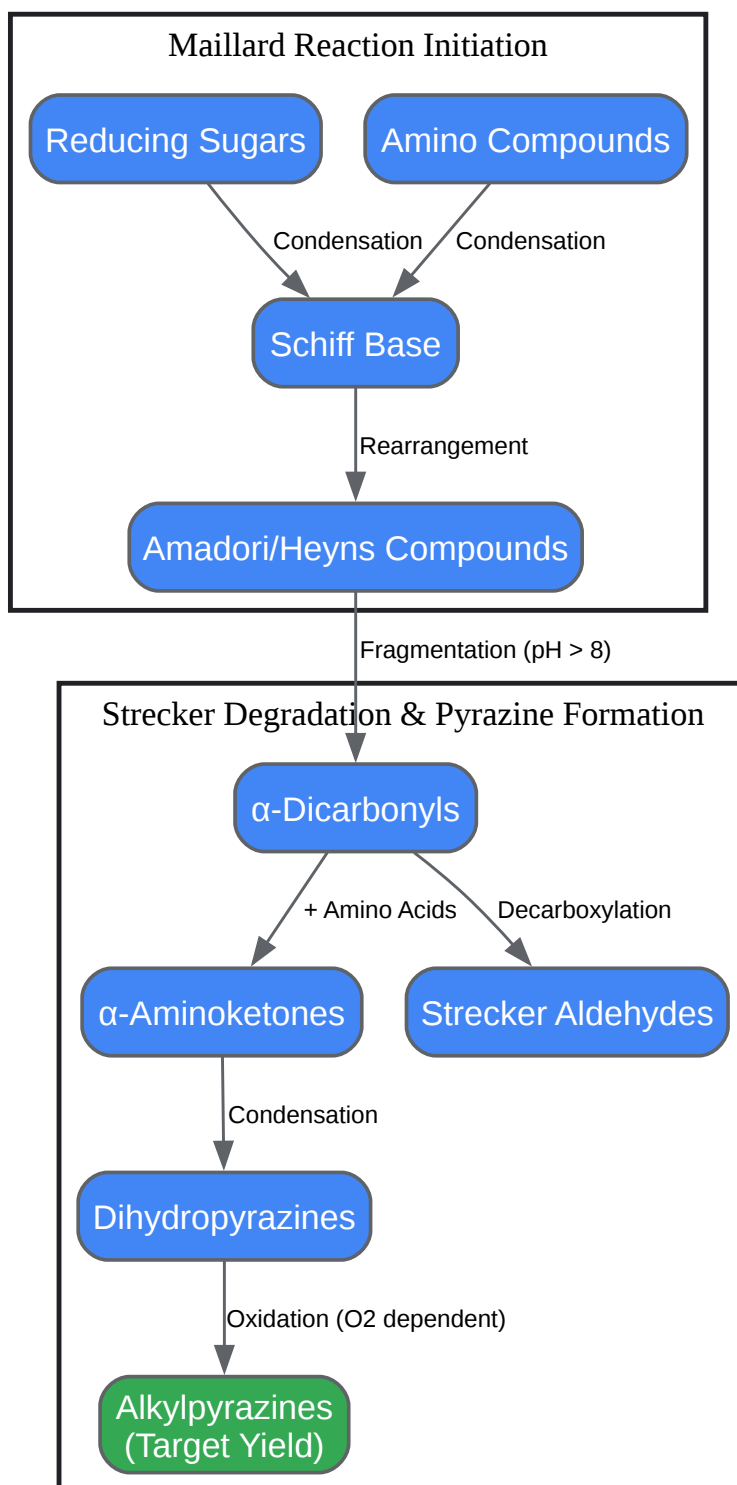 Maillard Reaction Initiation
Reducing Sugars
Amino Compounds
Condensation
Condensation
Schiff Base
Rearrangement
Amadori/Heyns Compounds
Fragmentation (pH > 8)
Strecker Degradation & Pyrazine Formation
α-Dicarbonyls
+ Amino Acids
Decarboxylation
α-Aminoketones
Strecker Aldehydes
Condensation
Dihydropyrazines
Oxidation (O2 dependent)
Alkylpyrazines
(Target Yield)